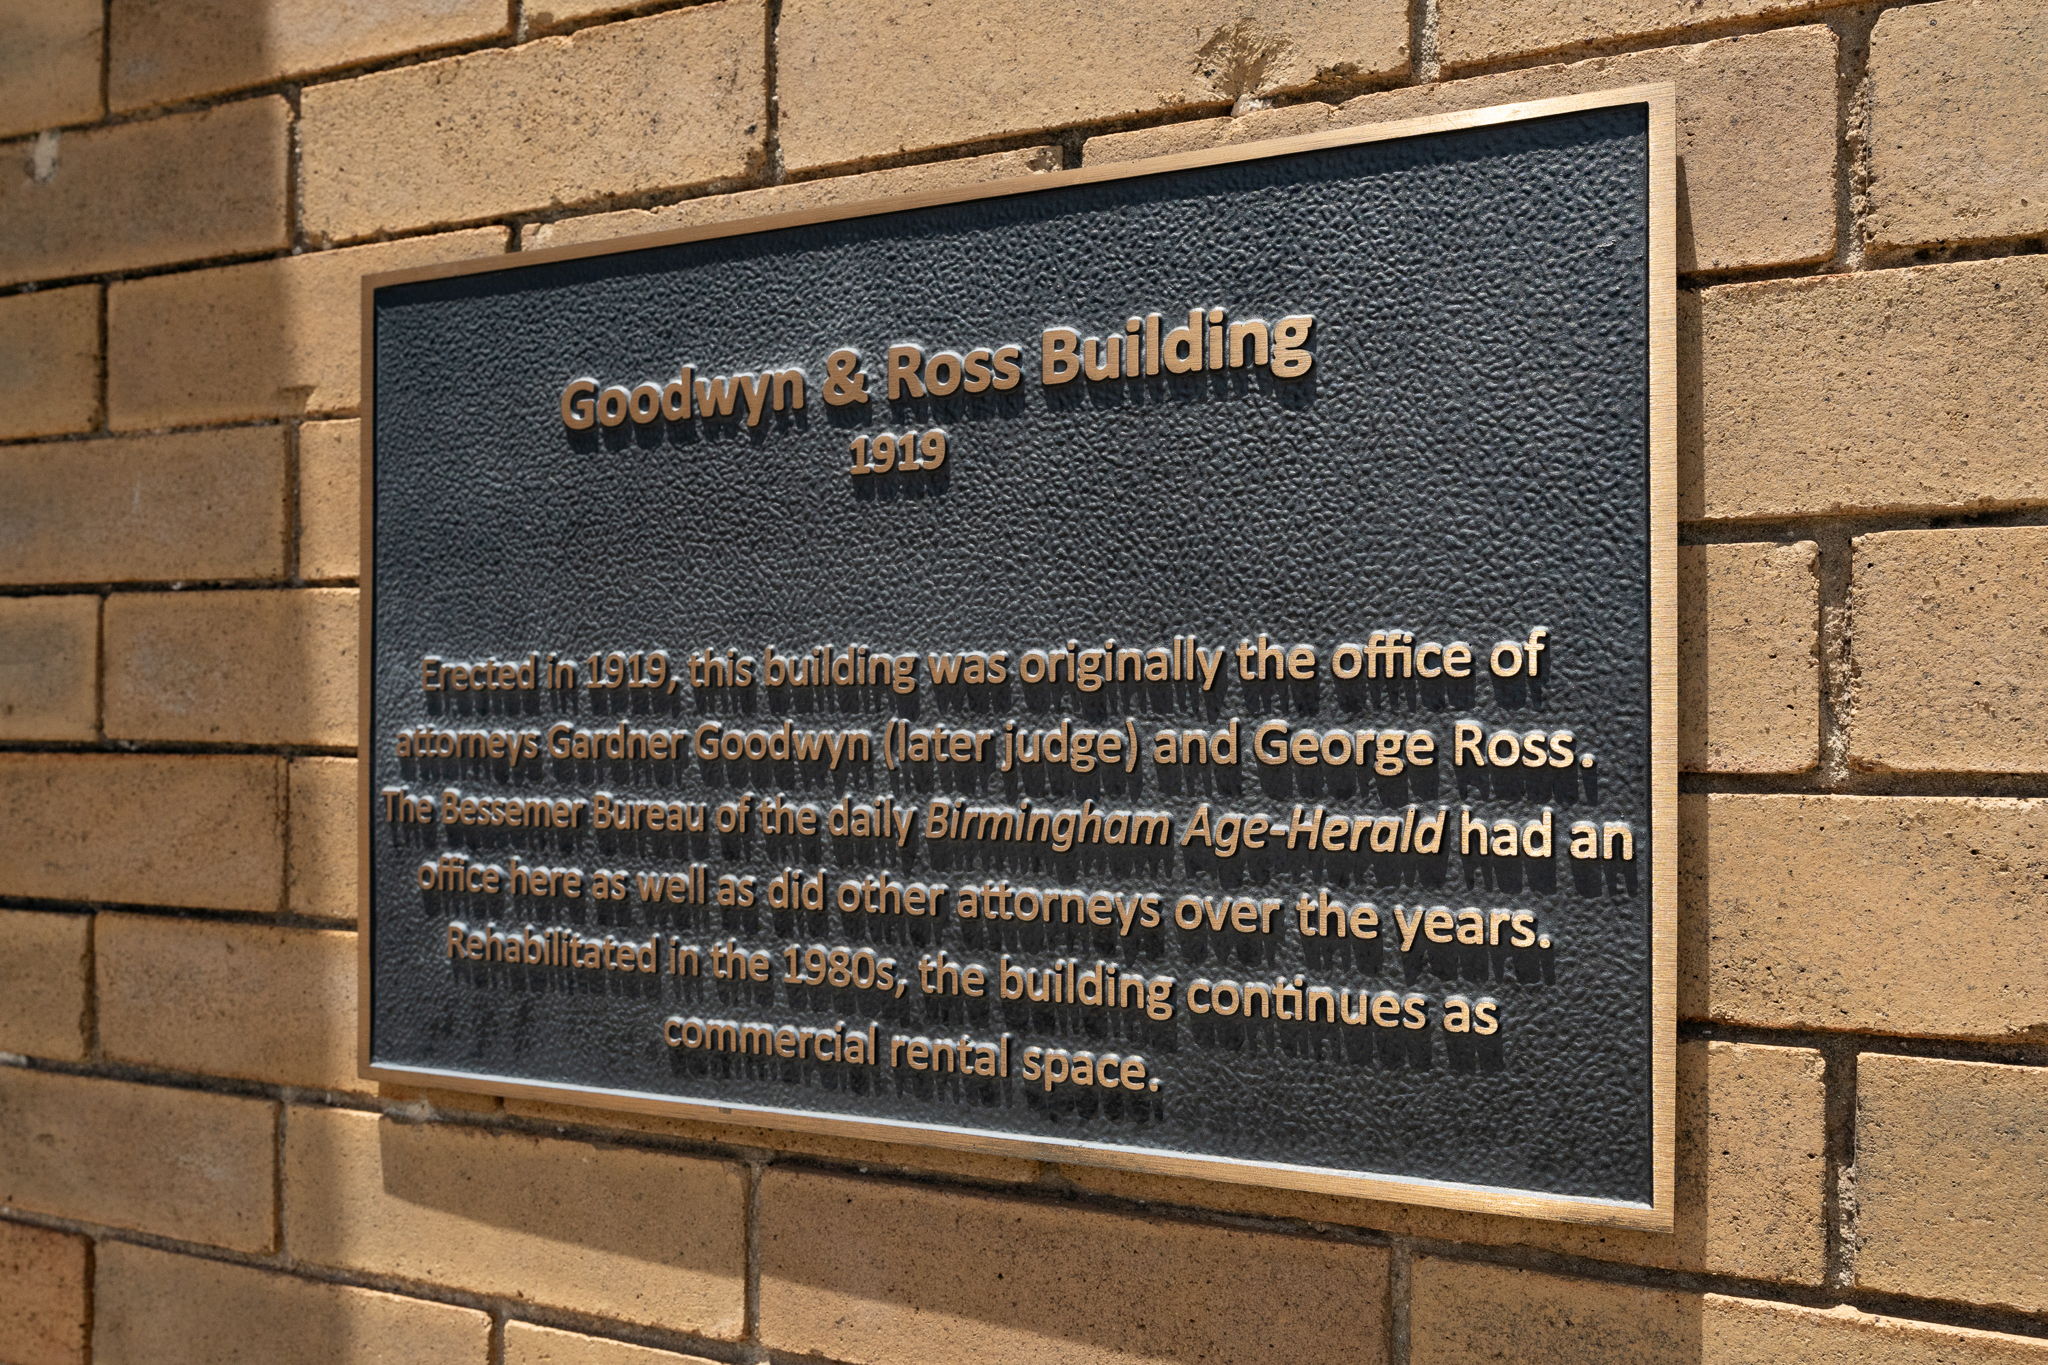 Goodwyn & Ross Building
1919
Erected in 1919, this building was originally the office of
attorneys Gardner Goodwyn (later judge) and George Ross.
The Bessemer Bureau of the daily Birmingham Age-Herald had an
office here as well as did other attorneys over the years.
Rehabilitated in the 1980s, the building continues as
commercial rental space.